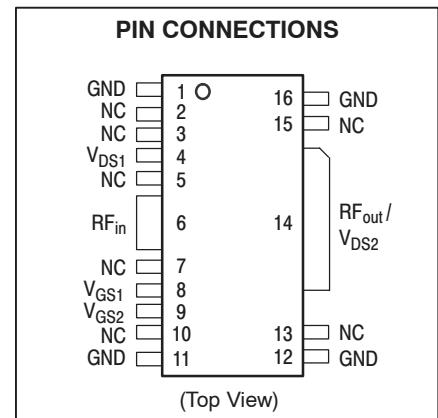 PIN CONNECTIONS
GND 1 16 GND
NC 2 15 NC
NC 3
VDS1 4
NC 5
RFin 6 14 RFout / VDS2
NC 7
VGS1 8
VGS2 9
NC 10 13 NC
GND 11 12 GND
(Top View)